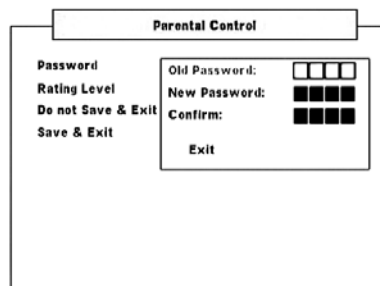 Parental Control
Password
Rating Level
Do not Save & Exit
Save & Exit
Old Password:
New Password:
Confirm:
Exit